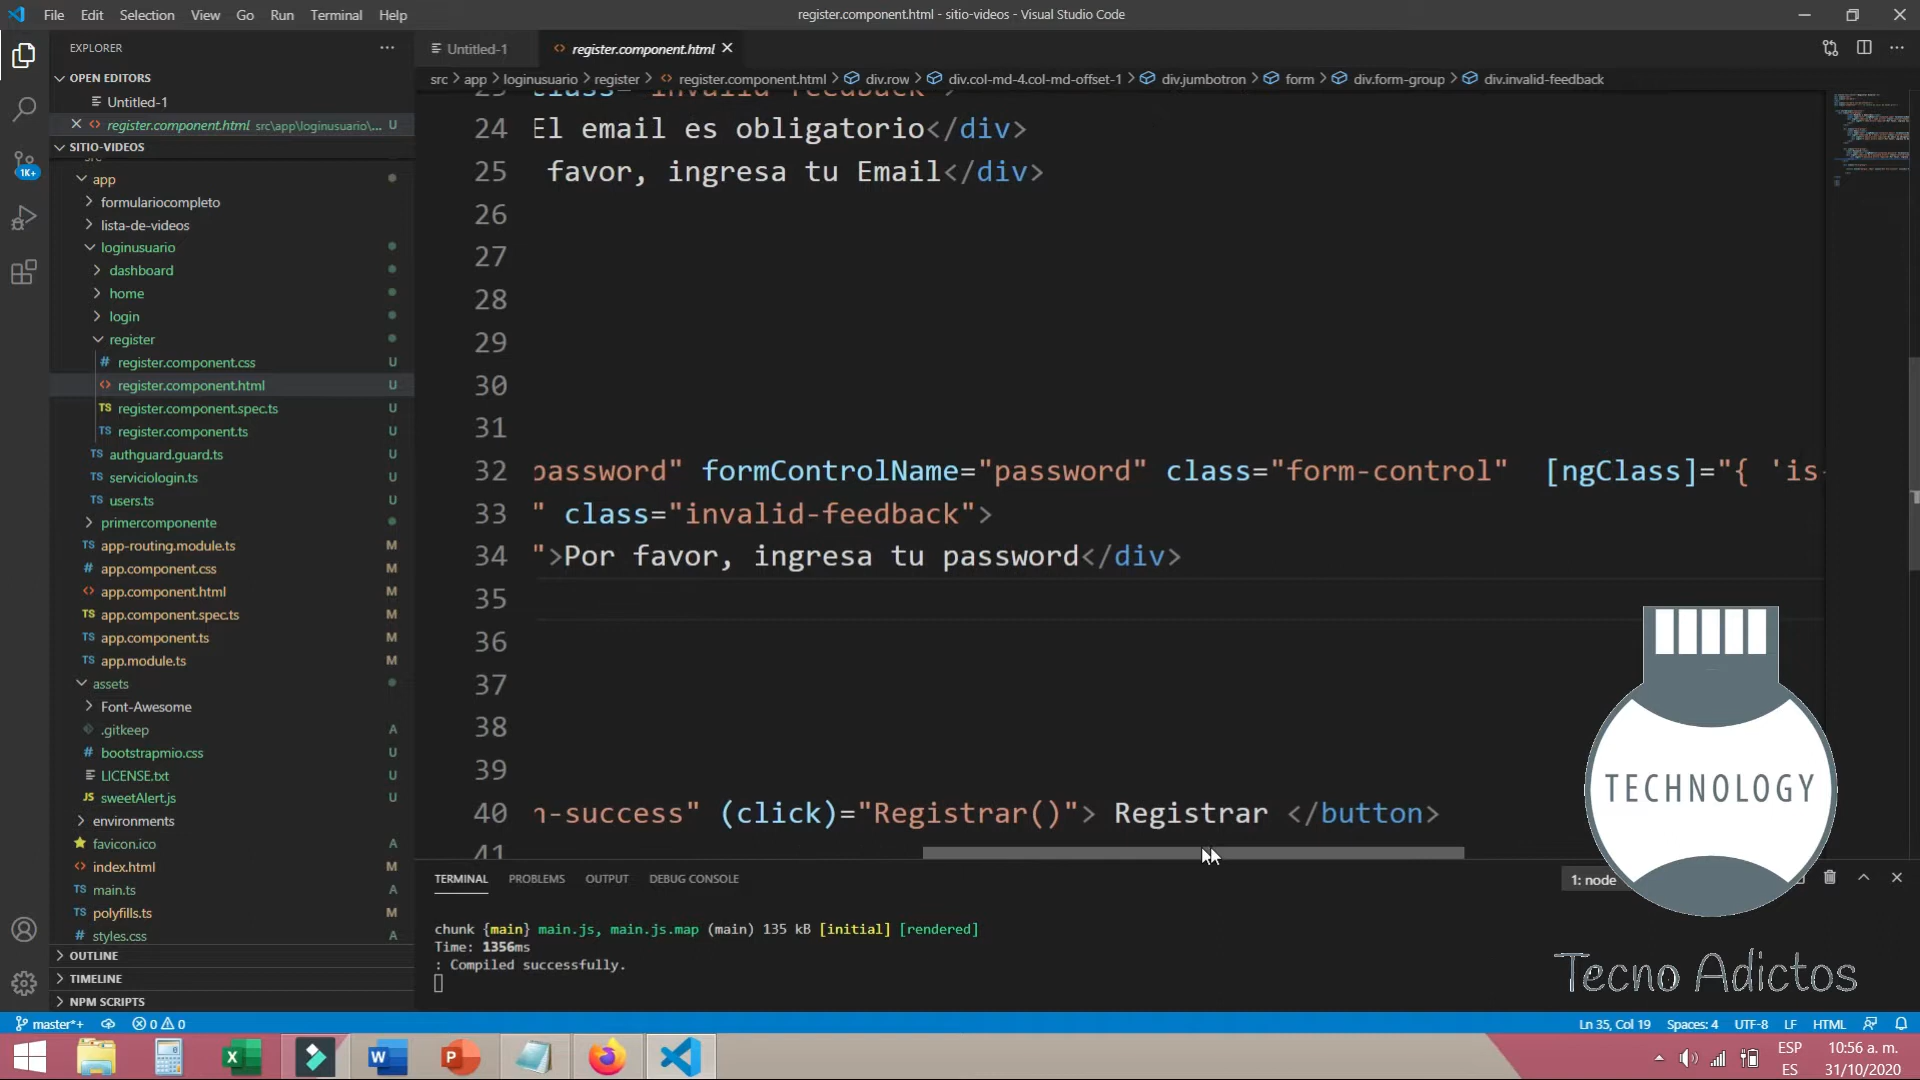 File Edit Selection View Go Run Terminal Help
register.component.html - sitio-videos - Visual Studio Code
EXPLORER
Untitled-1
register.component.html
src > app > loginusuario > register > register.component.html > div.row > div.col-md-4.col-md-offset-1 > div.jumbotron > form > div.form-group > div.invalid-feedback
OPEN EDITORS
Untitled-1
register.component.html src\app\loginusuario\... U
SITIO-VIDEOS
src
app
formulariocompleto
lista-de-videos
loginusuario
dashboard
home
login
register
register.component.css U
register.component.html U
register.component.spec.ts U
register.component.ts U
authguard.guard.ts U
serviciologin.ts U
users.ts U
primercomponente
app-routing.module.ts M
app.component.css M
app.component.html M
app.component.spec.ts M
app.component.ts M
app.module.ts M
assets
Font-Awesome
.gitkeep A
bootstrapmio.css U
LICENSE.txt U
sweetAlert.js U
environments
favicon.ico A
index.html M
main.ts A
polyfills.ts M
styles.css A
OUTLINE
TIMELINE
NPM SCRIPTS
1K+
23 class="invalid-feedback">
24 El email es obligatorio</div>
25 favor, ingresa tu Email</div>
26
27
28
29
30
31
32 password" formControlName="password" class="form-control" [ngClass]="{ 'is-
33 " class="invalid-feedback">
34 ">Por favor, ingresa tu password</div>
35
36
37
38
39
40 n-success" (click)="Registrar()"> Registrar </button>
41
TERMINAL PROBLEMS OUTPUT DEBUG CONSOLE
1: node
chunk {main} main.js, main.js.map (main) 135 kB [initial] [rendered]
Time: 1356ms
: Compiled successfully.
TECHNOLOGY
Tecno Adictos
master*+ 0 0
Ln 35, Col 19 Spaces: 4 UTF-8 LF HTML
ESP
ES
10:56 a. m.
31/10/2020